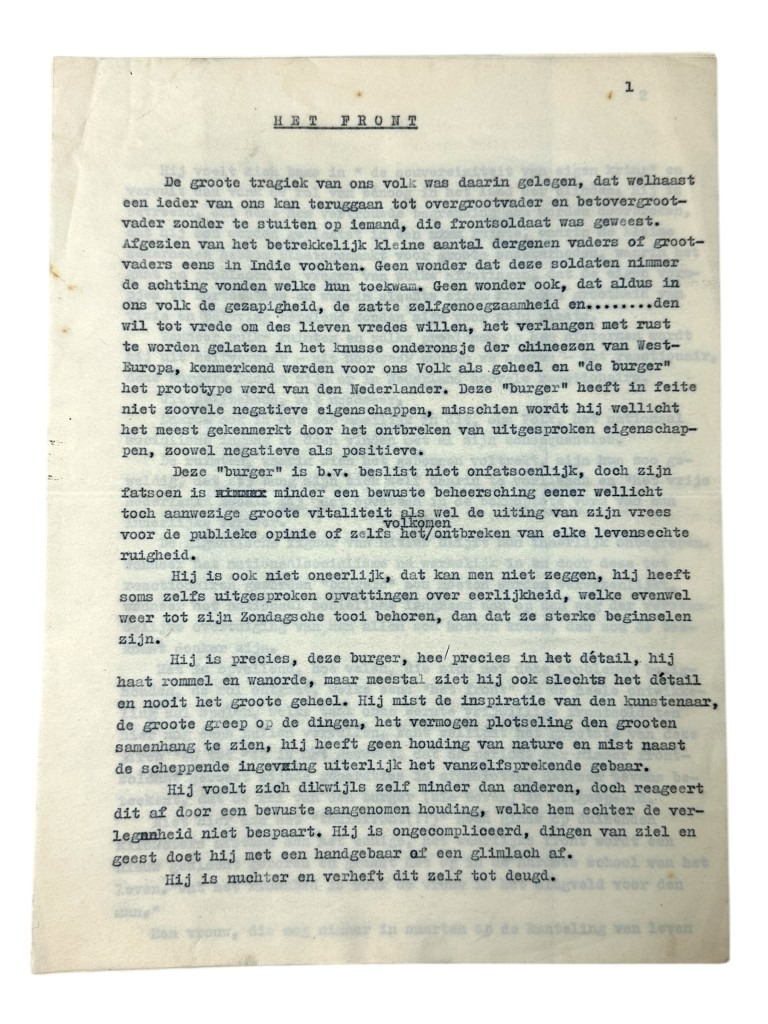 1
HET FRONT
De groote tragiek van ons volk was daarin gelegen, dat welhaast
een ieder van ons kan teruggaan tot overgrootvader en betovergroot-
vader zonder te stuiten op iemand, die frontsoldaat was geweest.
Afgezien van het betrekkelijk kleine aantal dergenen vaders of groot-
vaders eens in Indie vochten. Geen wonder dat deze soldaten nimmer
de achting vonden welke hun toekwam. Geen wonder ook, dat aldus in
ons volk de gezapigheid, de zatte zelfgenoegzaamheid en........den
wil tot vrede om des lieven vredes willen, het verlangen met rust
te worden gelaten in het knusse onderonsje der chineezen van West-
Europa, kenmerkend werden voor ons Volk als geheel en "de burger"
het prototype werd van den Nederlander. Deze "burger" heeft in feite
niet zoovele negatieve eigenschappen, misschien wordt hij wellicht
het meest gekenmerkt door het ontbreken van uitgesproken eigenschap-
pen, zoowel negatieve als positieve.
Deze "burger" is b.v. beslist niet onfatsoenlijk, doch zijn
fatsoen is minder een bewuste beheersching eener wellicht
toch aanwezige groote vitaliteit als wel de uiting van zijn vrees
volkomen
voor de publieke opinie of zelfs het/ontbreken van elke levensechte
ruigheid.
Hij is ook niet oneerlijk, dat kan men niet zeggen, hij heeft
soms zelfs uitgesproken opvattingen over eerlijkheid, welke evenwel
weer tot zijn Zondagsche tooi behoren, dan dat ze sterke beginselen
zijn.
Hij is precies, deze burger, hee/precies in het détail, hij
haat rommel en wanorde, maar meestal ziet hij ook slechts het détail
en nooit het groote geheel. Hij mist de inspiratie van den kunstenaar,
de groote greep op de dingen, het vermogen plotseling den grooten
samenhang te zien, hij heeft geen houding van nature en mist naast
de scheppende ingeving uiterlijk het vanzelfsprekende gebaar.
Hij voelt zich dikwijls zelf minder dan anderen, doch reageert
dit af door een bewuste aangenomen houding, welke hem echter de ver-
legenheid niet bespaart. Hij is ongecompliceerd, dingen van ziel en
geest doet hij met een handgebaar of een glimlach af.
Hij is nuchter en verheft dit zelf tot deugd.